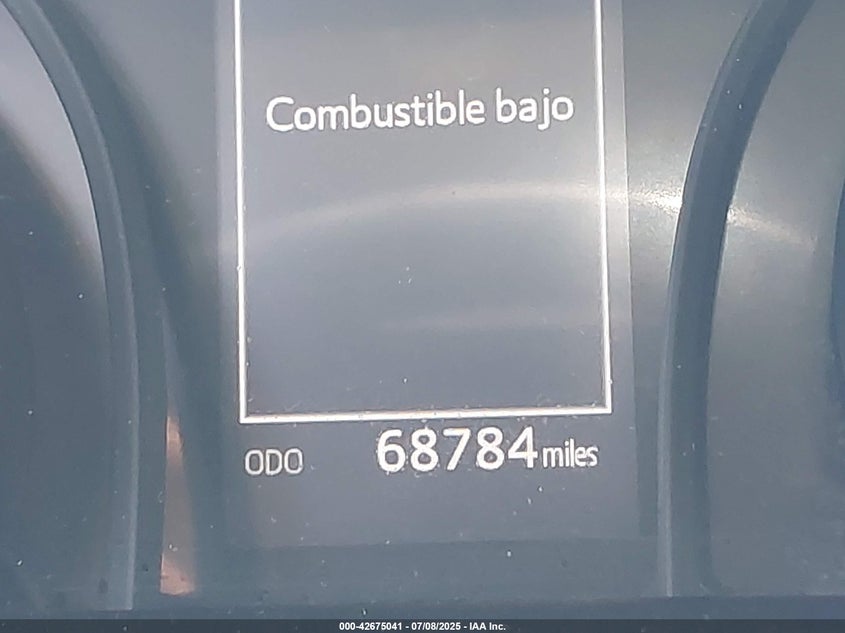 Combustible bajo
ODO 68784 miles
000-42675041 - 07/08/2025 - IAA Inc.